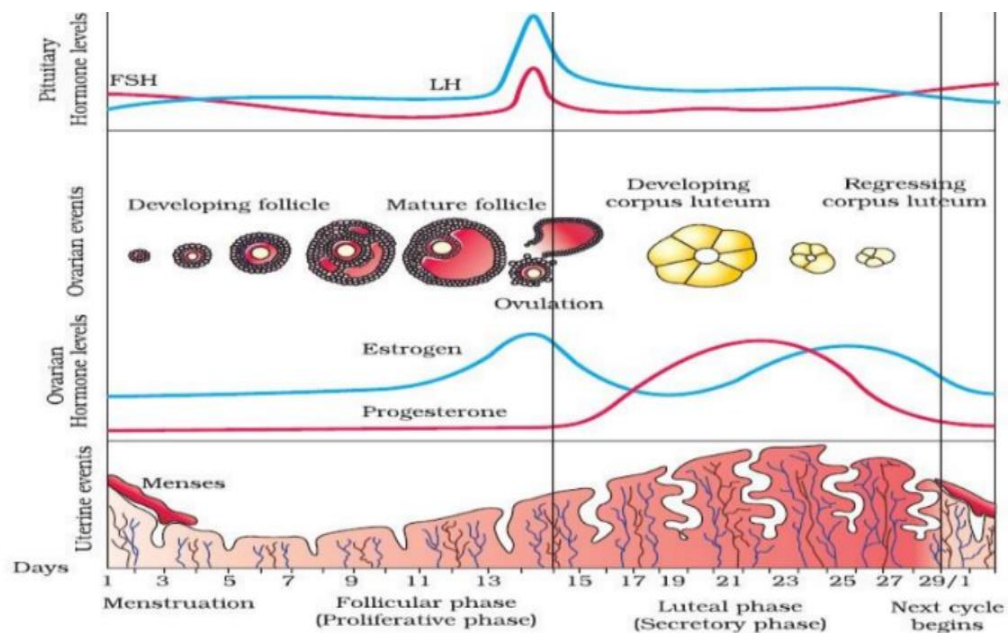 Pituitary
Hormone levels
FSH
LH
Ovarian events
Developing follicle
Mature follicle
Developing
corpus luteum
Regressing
corpus luteum
Ovulation
Ovarian
Hormone levels
Estrogen
Progesterone
Uterine events
Menses
Days
1 3 5 7 9 11 13 15 17 19 21 23 25 27 29/1
Menstruation
Follicular phase
(Proliferative phase)
Luteal phase
(Secretory phase)
Next cycle
begins